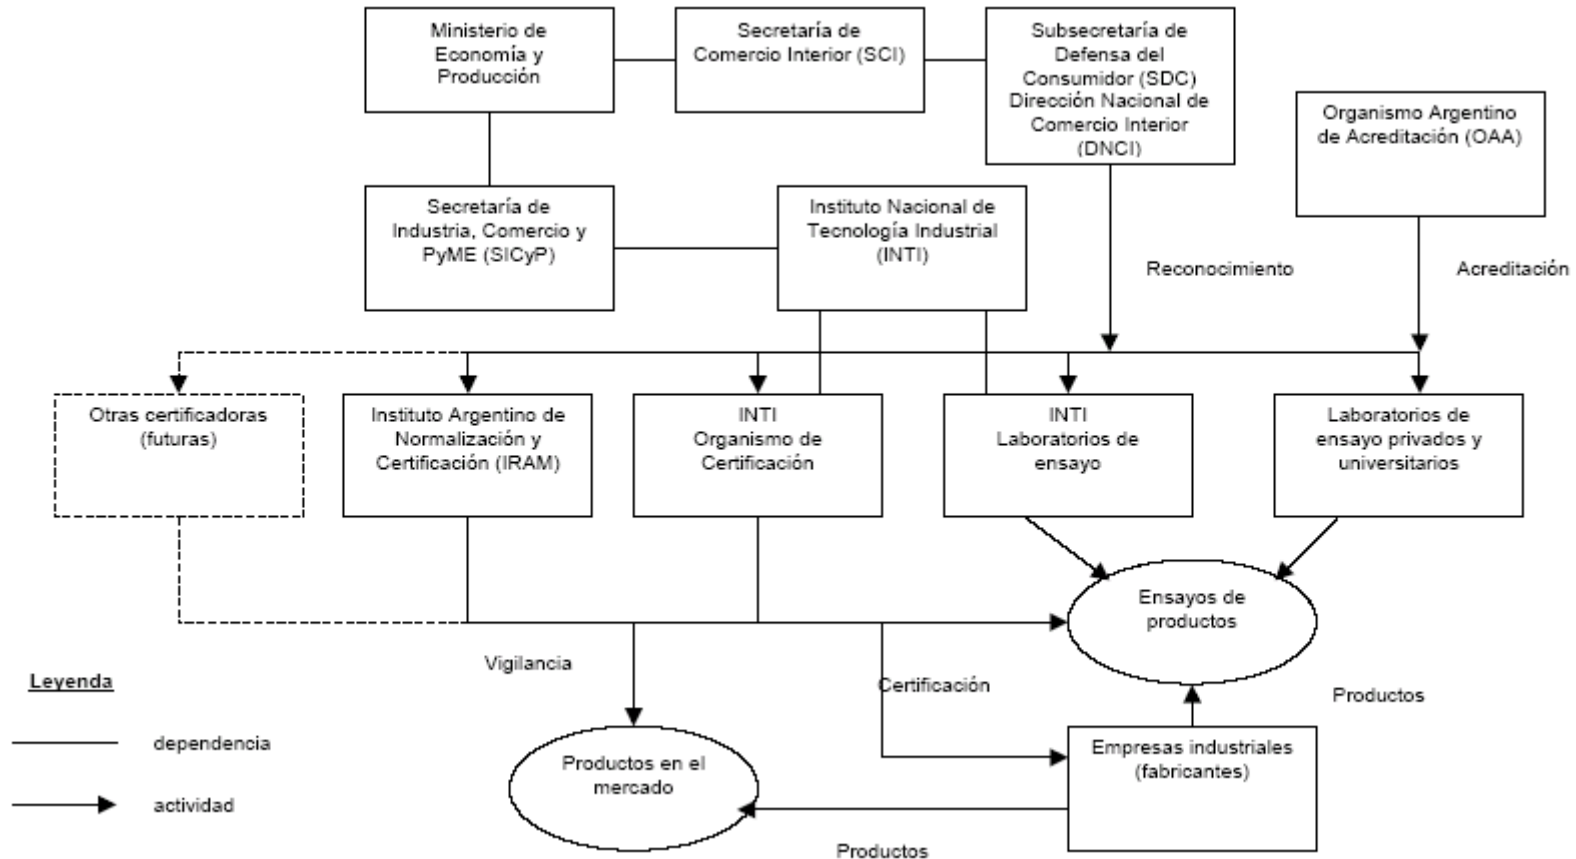 Ministerio de
Economía y
Producción
Secretaría de
Comercio Interior (SCI)
Subsecretaría de
Defensa del
Consumidor (SDC)
Dirección Nacional de
Comercio Interior
(DNCI)
Organismo Argentino
de Acreditación (OAA)
Secretaría de
Industria, Comercio y
PyME (SICyP)
Instituto Nacional de
Tecnología Industrial
(INTI)
Reconocimiento
Acreditación
Otras certificadoras
(futuras)
Instituto Argentino de
Normalización y
Certificación (IRAM)
INTI
Organismo de
Certificación
INTI
Laboratorios de
ensayo
Laboratorios de
ensayo privados y
universitarios
Ensayos de
productos
Vigilancia
Certificación
Productos
Leyenda
dependencia
actividad
Productos en el
mercado
Empresas industriales
(fabricantes)
Productos